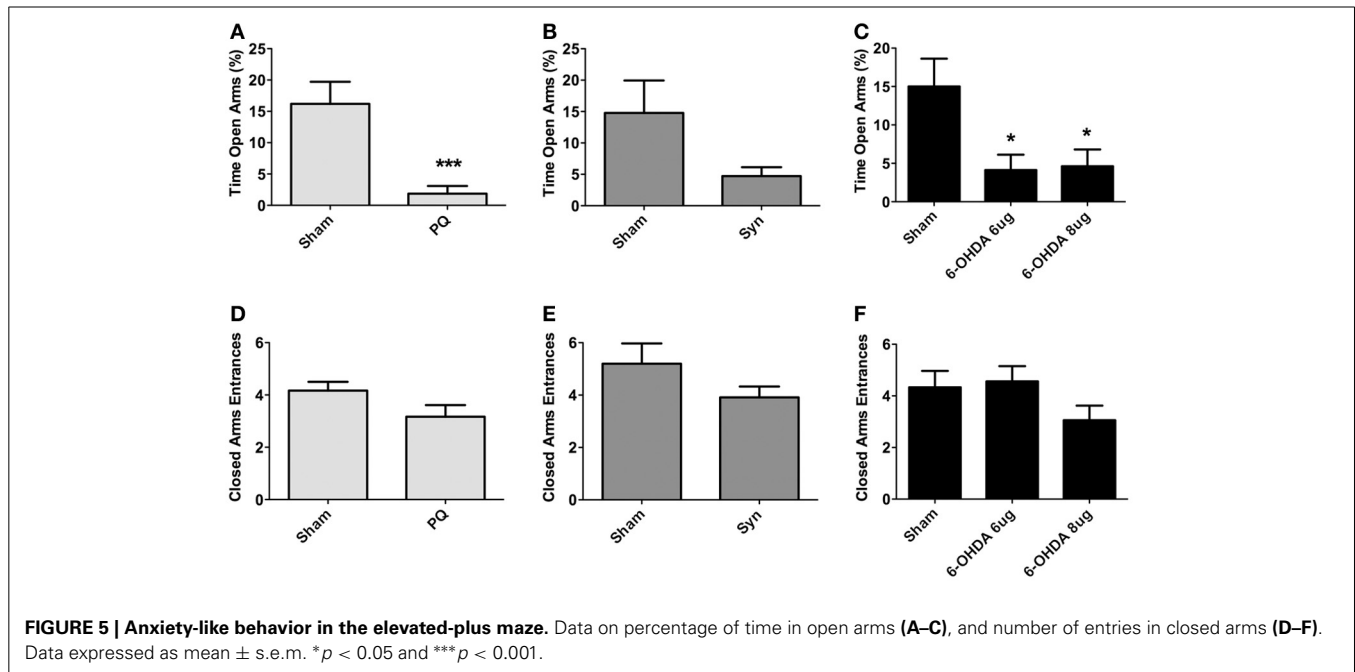 A
Time Open Arms (%)
25
20
15
10
5
0
Sham
PQ
***
B
Time Open Arms (%)
25
20
15
10
5
0
Sham
Syn
C
Time Open Arms (%)
20
15
10
5
0
Sham
6-OHDA 6ug
6-OHDA 8ug
*
*
D
Closed Arms Entrances
6
4
2
0
Sham
PQ
E
Closed Arms Entrances
6
4
2
0
Sham
Syn
F
Closed Arms Entrances
6
4
2
0
Sham
6-OHDA 6ug
6-OHDA 8ug
FIGURE 5 | Anxiety-like behavior in the elevated-plus maze. Data on percentage of time in open arms (A–C), and number of entries in closed arms (D–F).
Data expressed as mean ± s.e.m. *p < 0.05 and ***p < 0.001.